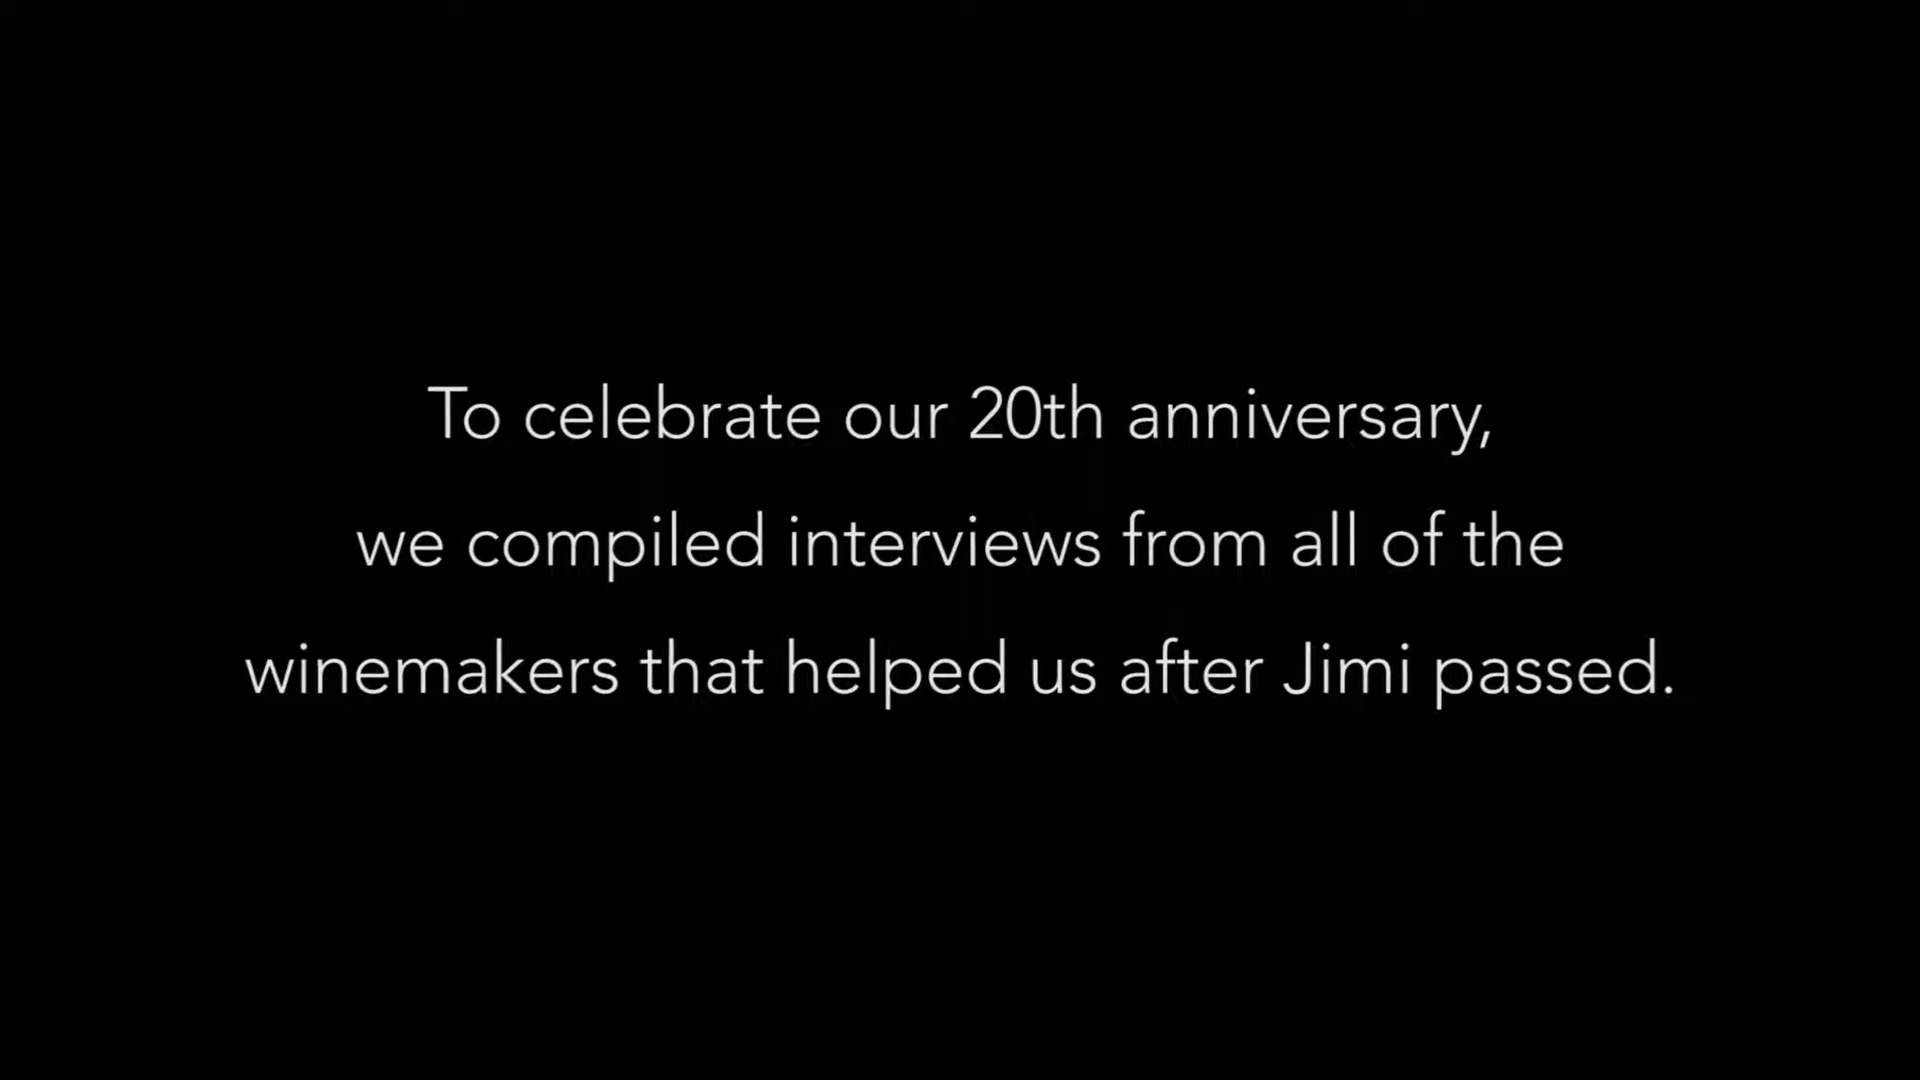 To celebrate our 20th anniversary,
we compiled interviews from all of the
winemakers that helped us after Jimi passed.